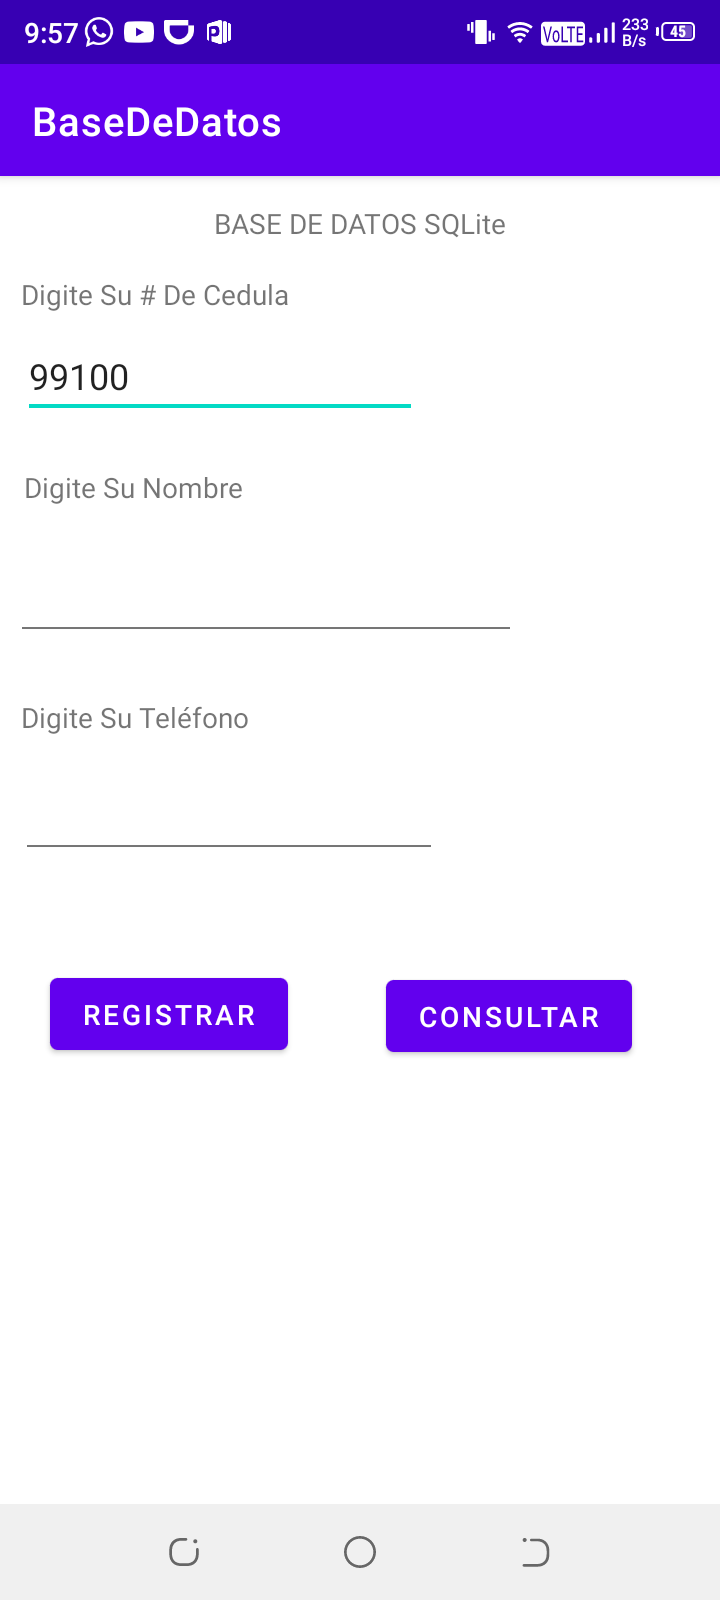 9:57 VoLTE 233 B/s 45
BaseDeDatos
BASE DE DATOS SQLite
Digite Su # De Cedula
99100
Digite Su Nombre
Digite Su Teléfono
REGISTRAR CONSULTAR